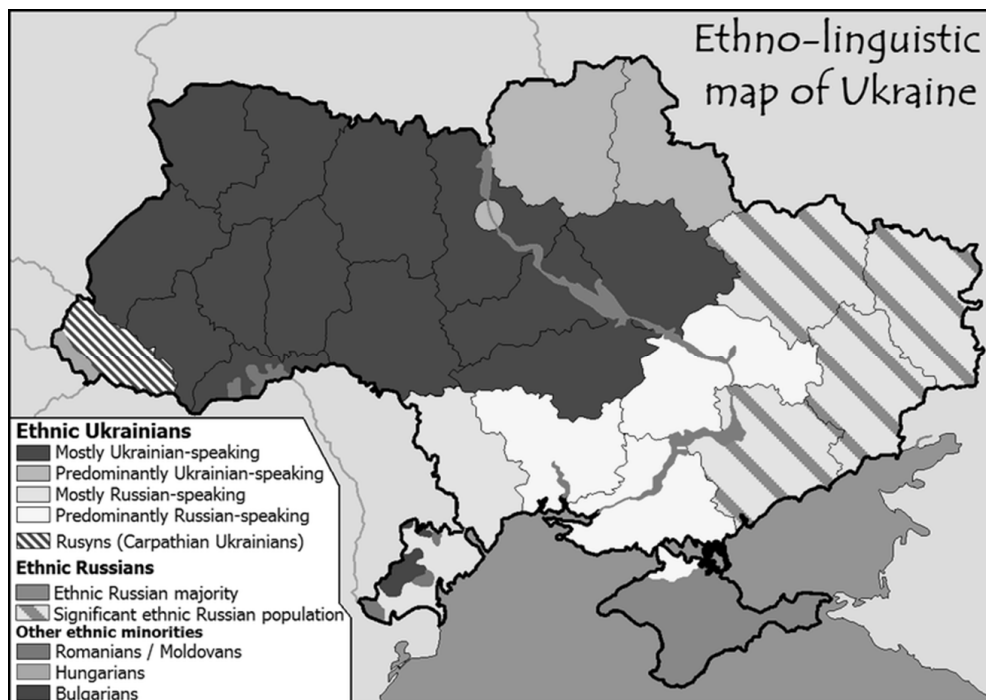 Ethno-linguistic
map of Ukraine
Ethnic Ukrainians
Mostly Ukrainian-speaking
Predominantly Ukrainian-speaking
Mostly Russian-speaking
Predominantly Russian-speaking
Rusyns (Carpathian Ukrainians)
Ethnic Russians
Ethnic Russian majority
Significant ethnic Russian population
Other ethnic minorities
Romanians / Moldovans
Hungarians
Bulgarians